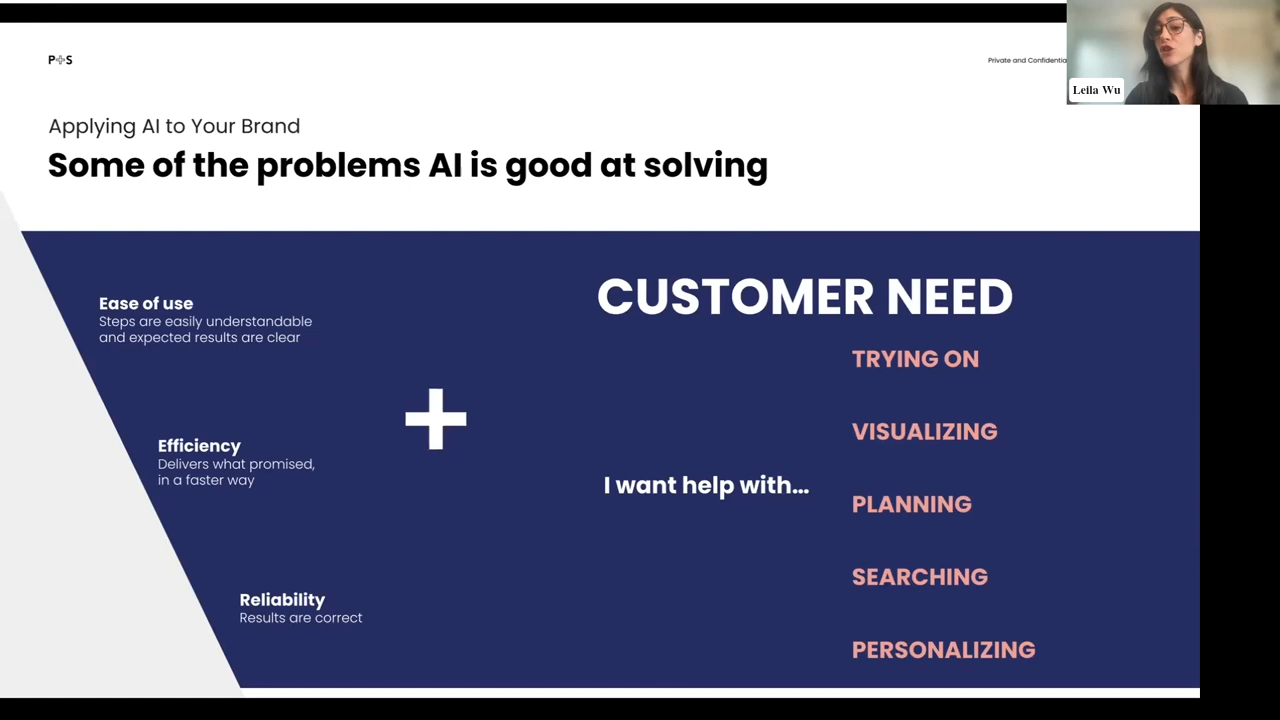 P+S
Private and Confidentia
Leila Wu
Applying AI to Your Brand
Some of the problems AI is good at solving
Ease of use
Steps are easily understandable
and expected results are clear
Efficiency
Delivers what promised,
in a faster way
Reliability
Results are correct
+
CUSTOMER NEED
I want help with...
TRYING ON
VISUALIZING
PLANNING
SEARCHING
PERSONALIZING